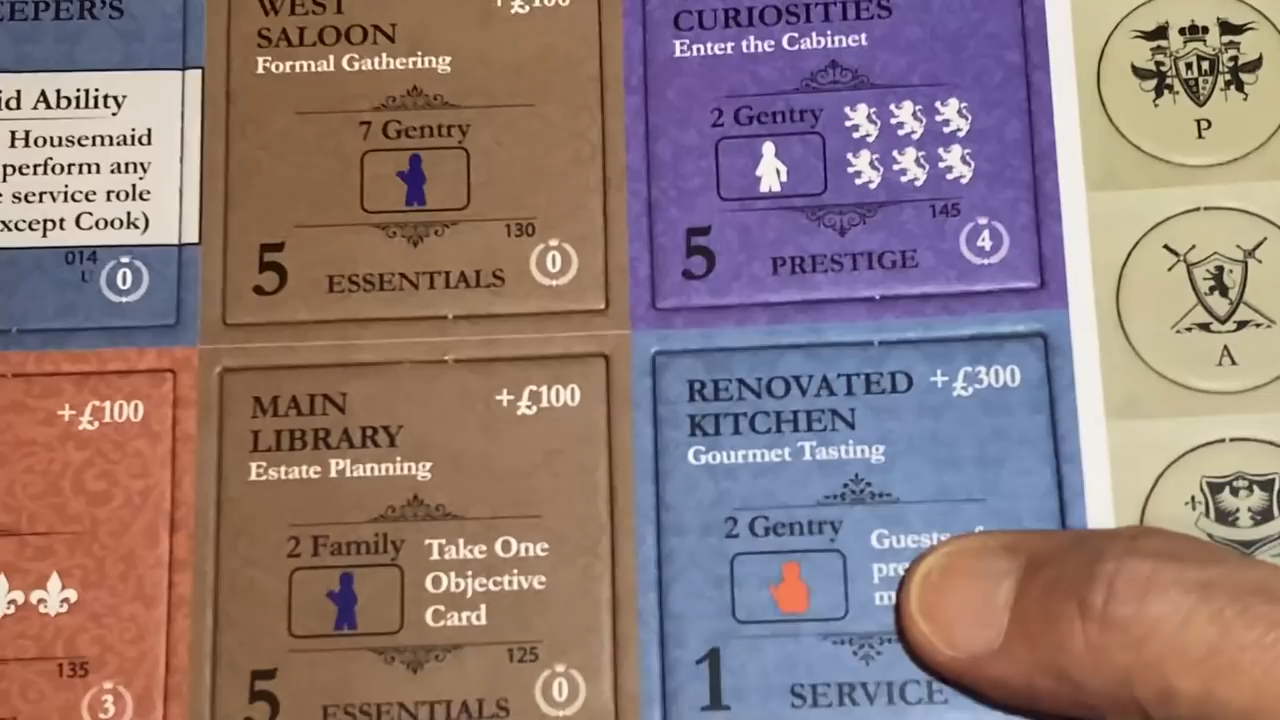 EEPER'S
id Ability
Housemaid
perform any
service role
xcept Cook)
014
U
0
WEST
SALOON
+£100
Formal Gathering
7 Gentry
130
5
ESSENTIALS
0
CURIOSITIES
Enter the Cabinet
2 Gentry
145
5
PRESTIGE
4
P
A
+£100
135
3
MAIN
LIBRARY
+£100
Estate Planning
2 Family
Take One
Objective
Card
125
5
ESSENTIALS
0
RENOVATED
KITCHEN
+£300
Gourmet Tasting
2 Gentry
Guests
1
SERVICE